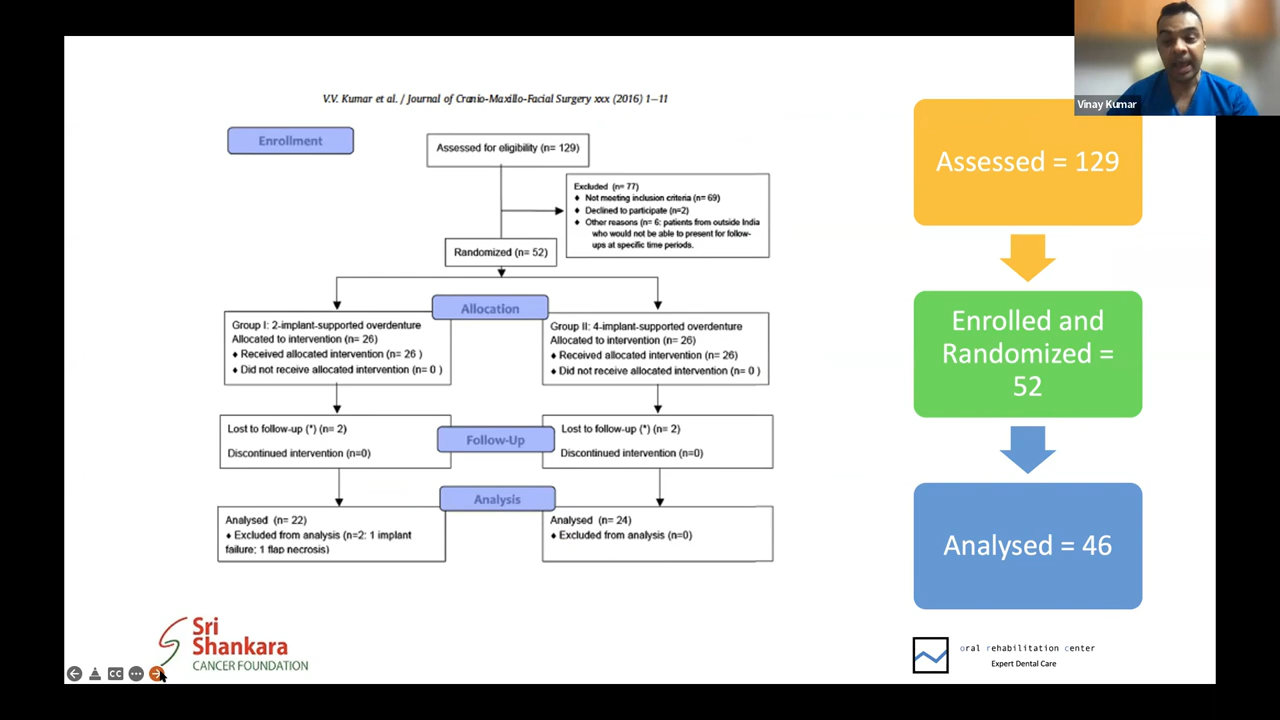 Vinay Kumar
V.V. Kumar et al. / Journal of Cranio-Maxillo-Facial Surgery xxx (2016) 1–11
Enrollment
Assessed for eligibility (n= 129)
Excluded (n= 77)
♦ Not meeting inclusion criteria (n= 69)
♦ Declined to participate (n=2)
♦ Other reasons (n= 6: patients from outside India
who would not be able to present for follow-
ups at specific time periods.
Randomized (n= 52)
Allocation
Group I: 2-implant-supported overdenture
Allocated to intervention (n= 26)
♦ Received allocated intervention (n= 26 )
♦ Did not receive allocated intervention (n= 0 )
Group II: 4-implant-supported overdenture
Allocated to intervention (n= 26)
♦ Received allocated intervention (n= 26)
♦ Did not receive allocated intervention (n= 0 )
Follow-Up
Lost to follow-up (*) (n= 2)
Discontinued intervention (n=0)
Lost to follow-up (*) (n= 2)
Discontinued intervention (n=0)
Analysis
Analysed (n= 22)
♦ Excluded from analysis (n=2: 1 implant
failure; 1 flap necrosis)
Analysed (n= 24)
♦ Excluded from analysis (n=0)
Assessed = 129
Enrolled and
Randomized =
52
Analysed = 46
Sri
Shankara
CANCER FOUNDATION
CC
oral rehabilitation center
Expert Dental Care